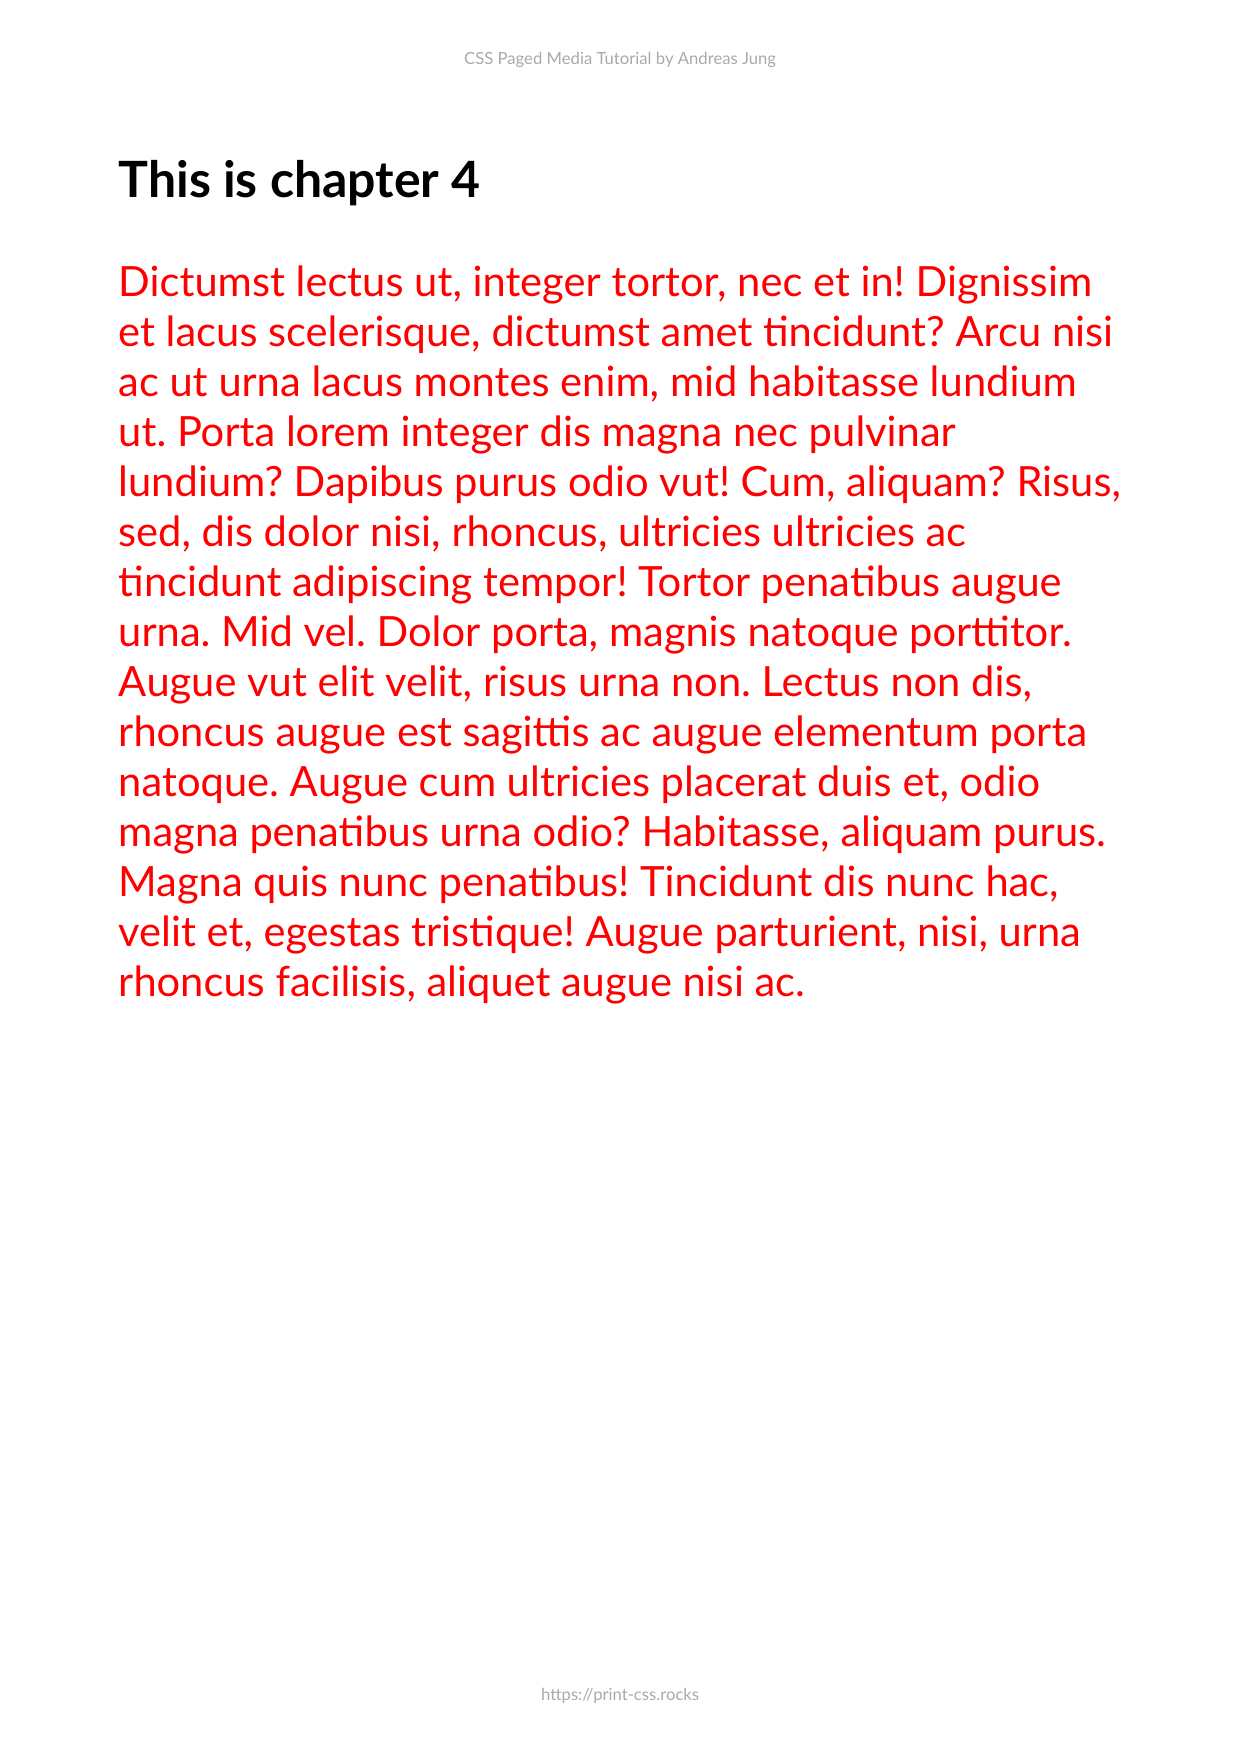 CSS Paged Media Tutorial by Andreas Jung
This is chapter 4
Dictumst lectus ut, integer tortor, nec et in! Dignissim
et lacus scelerisque, dictumst amet tincidunt? Arcu nisi
ac ut urna lacus montes enim, mid habitasse lundium
ut. Porta lorem integer dis magna nec pulvinar
lundium? Dapibus purus odio vut! Cum, aliquam? Risus,
sed, dis dolor nisi, rhoncus, ultricies ultricies ac
tincidunt adipiscing tempor! Tortor penatibus augue
urna. Mid vel. Dolor porta, magnis natoque porttitor.
Augue vut elit velit, risus urna non. Lectus non dis,
rhoncus augue est sagittis ac augue elementum porta
natoque. Augue cum ultricies placerat duis et, odio
magna penatibus urna odio? Habitasse, aliquam purus.
Magna quis nunc penatibus! Tincidunt dis nunc hac,
velit et, egestas tristique! Augue parturient, nisi, urna
rhoncus facilisis, aliquet augue nisi ac.
https://print-css.rocks